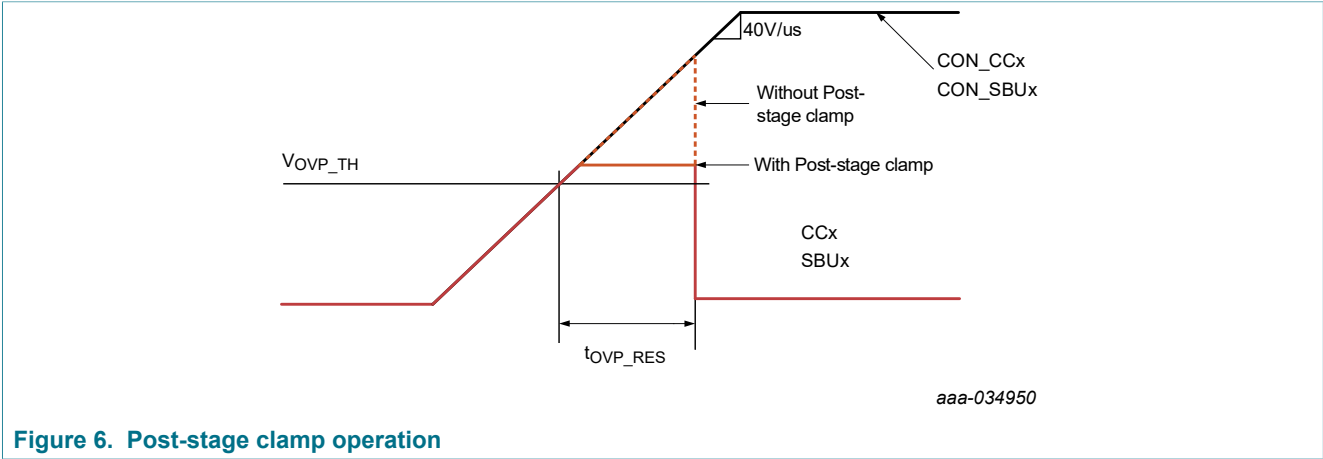 40V/us
CON_CCx
CON_SBUx
Without Post-
stage clamp
VOVP_TH
With Post-stage clamp
CCx
SBUx
tOVP_RES
aaa-034950
Figure 6. Post-stage clamp operation